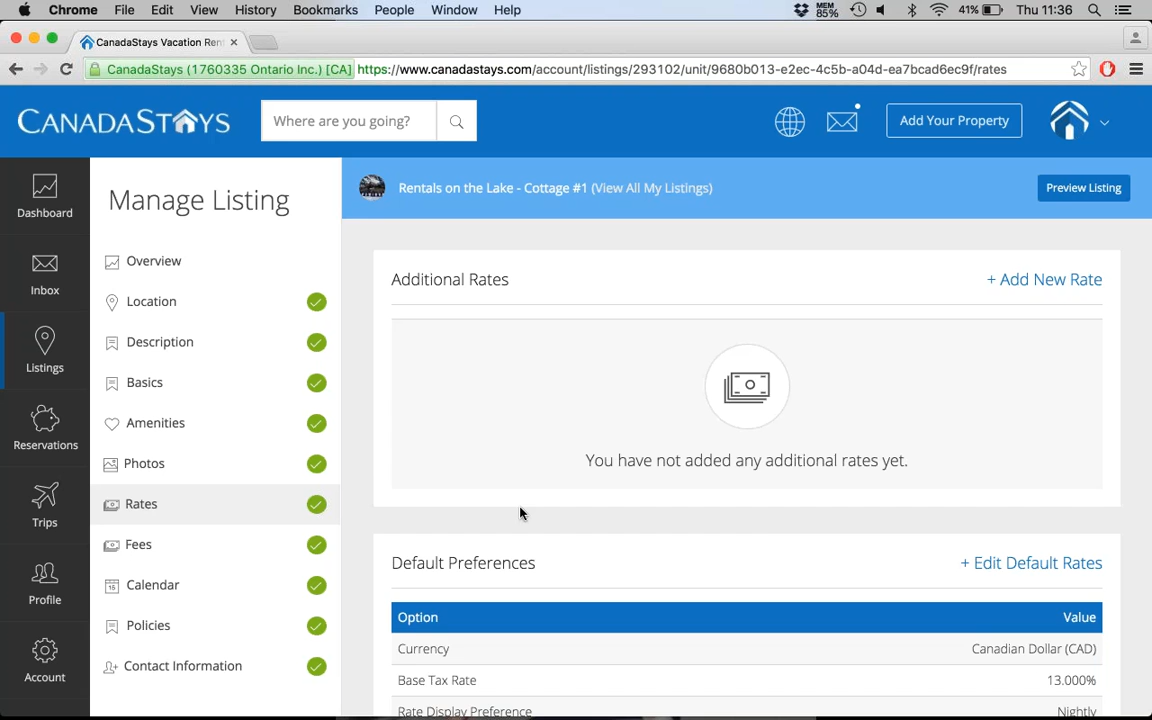 Chrome File Edit View History Bookmarks People Window Help MEM 85% 41% Thu 11:36
CanadaStays Vacation Ren
CanadaStays (1760335 Ontario Inc.) [CA] https://www.canadastays.com/account/listings/293102/unit/9680b013-e2ec-4c5b-a04d-ea7bcad6ec9f/rates
CANADASTAYS Where are you going? Add Your Property
Dashboard
Inbox
Listings
Reservations
Trips
Profile
Account
Manage Listing
Overview
Location
Description
Basics
Amenities
Photos
Rates
Fees
Calendar
Policies
Contact Information
Rentals on the Lake - Cottage #1 (View All My Listings) Preview Listing
Additional Rates + Add New Rate
You have not added any additional rates yet.
Default Preferences + Edit Default Rates
Option Value
Currency Canadian Dollar (CAD)
Base Tax Rate 13.000%
Rate Display Preference Nightly